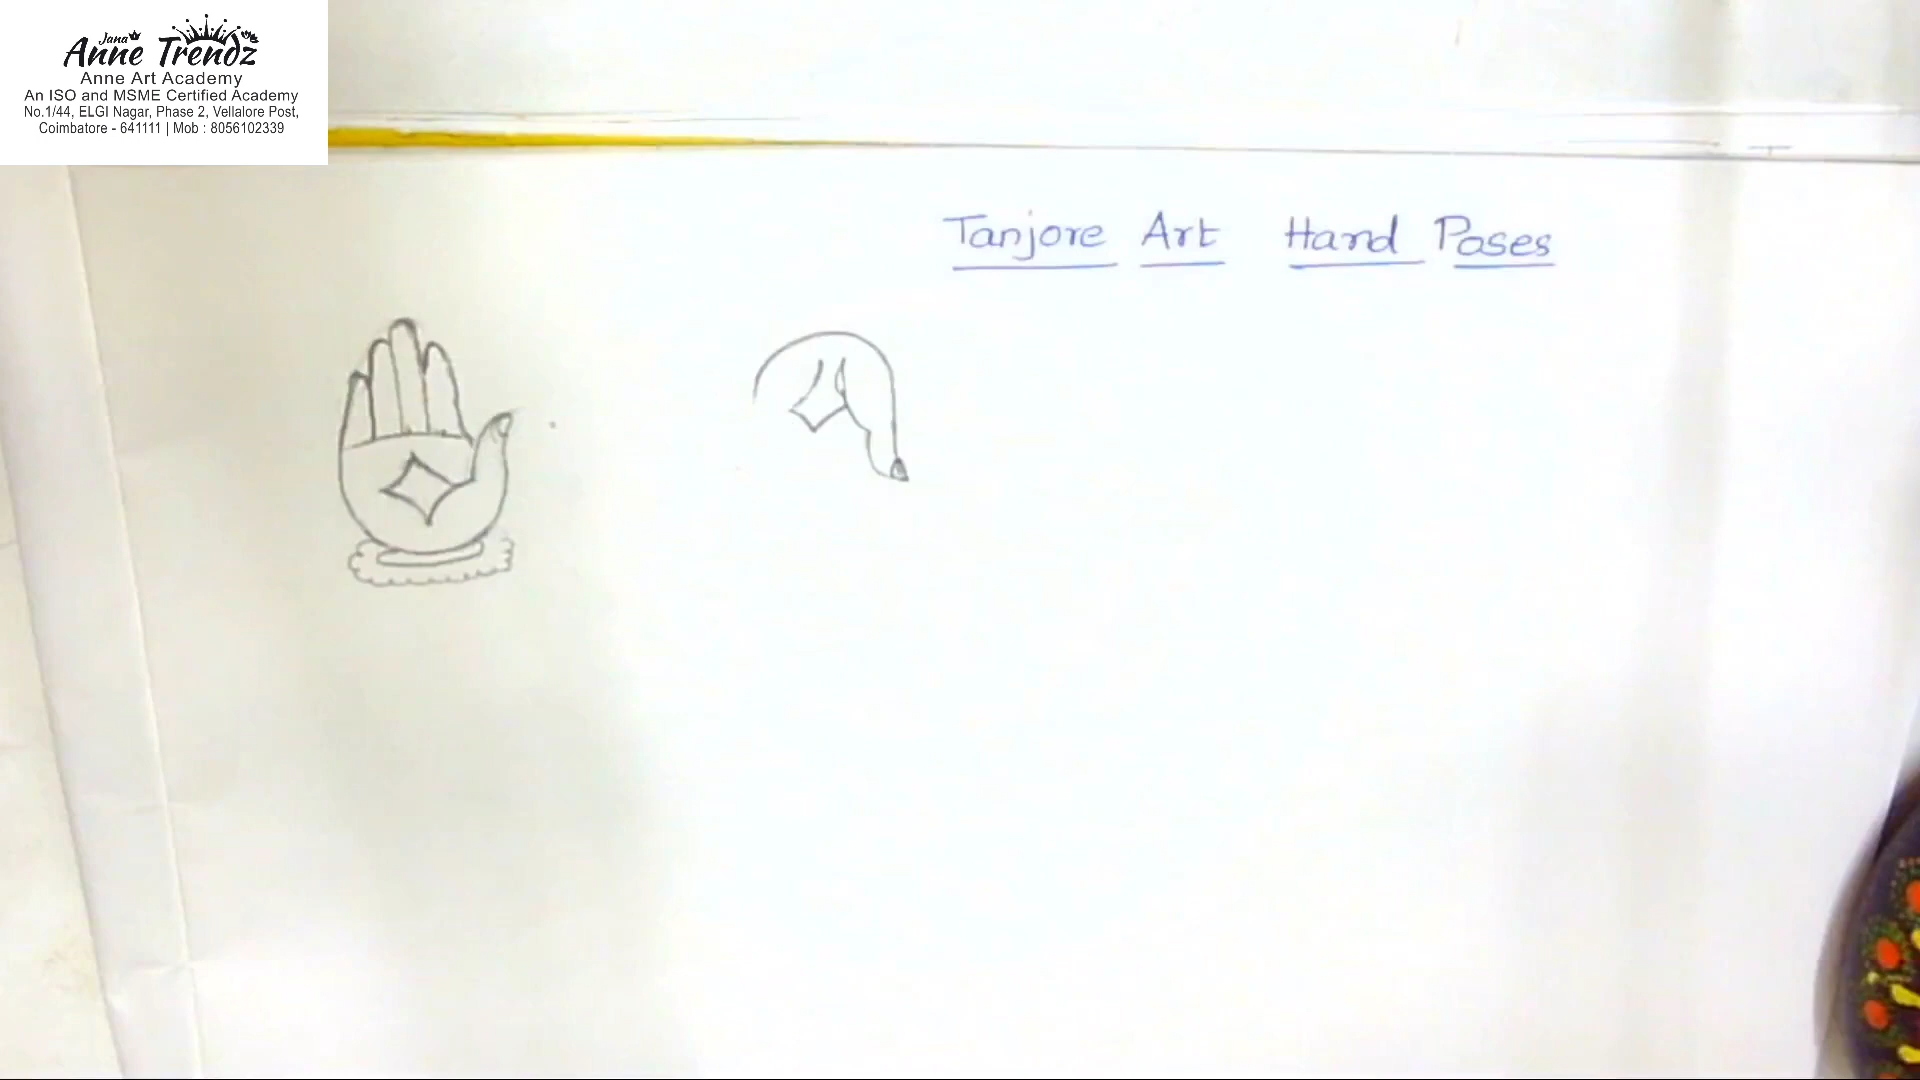 Jana
Anne Trendz
Anne Art Academy
An ISO and MSME Certified Academy
No.1/44, ELGI Nagar, Phase 2, Vellalore Post,
Coimbatore - 641111 | Mob : 8056102339
Tanjore Art Hand Poses